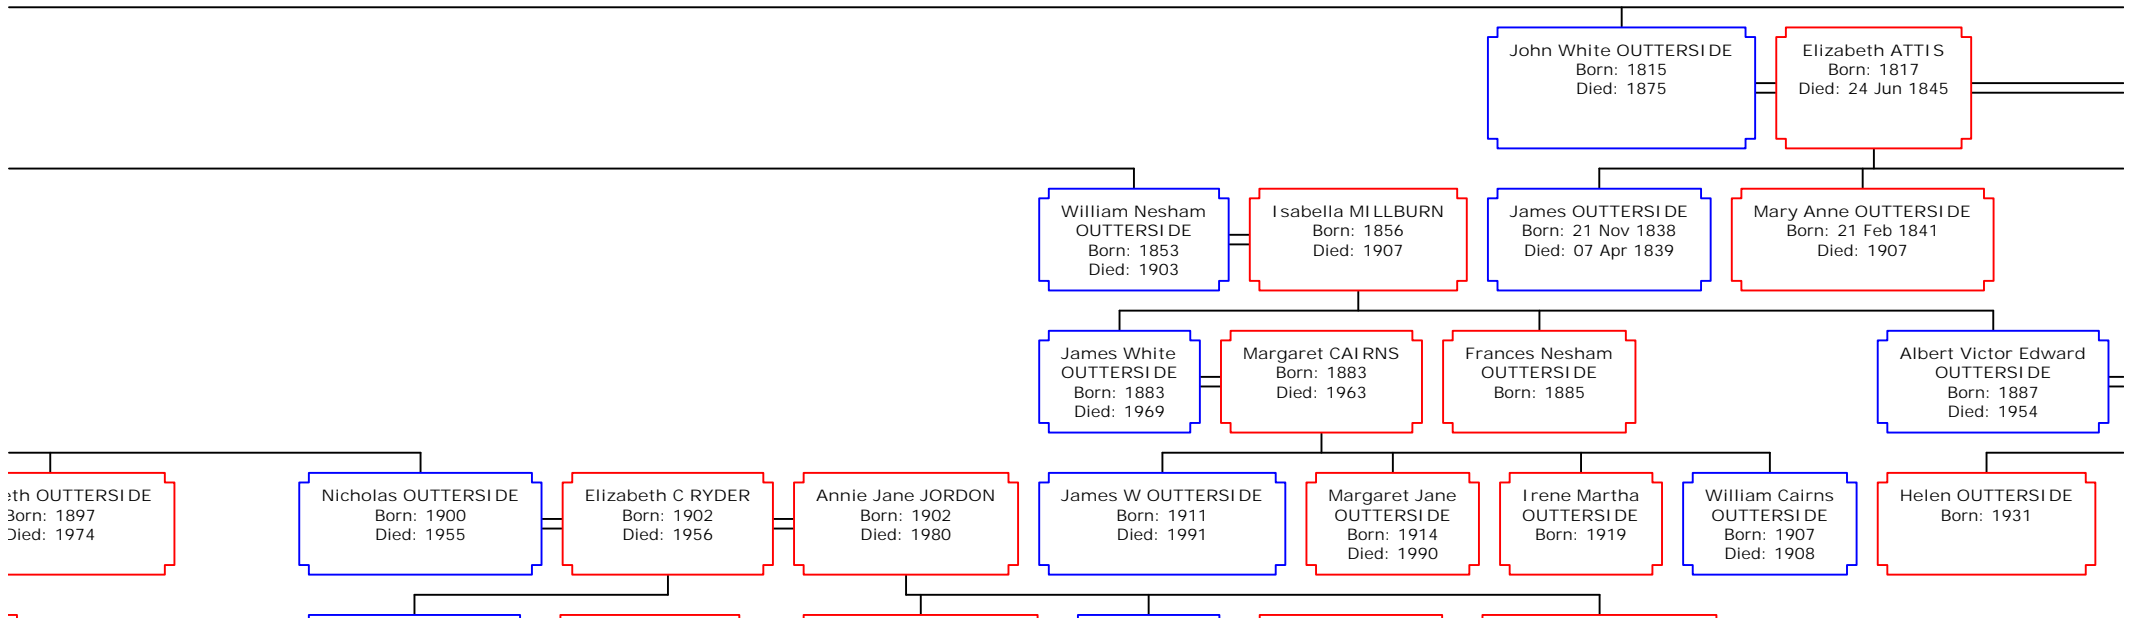 John White OUTTERSIDE
Born: 1815
Died: 1875
Elizabeth ATTIS
Born: 1817
Died: 24 Jun 1845
William Nesham
OUTTERSIDE
Born: 1853
Died: 1903
Isabella MILLBURN
Born: 1856
Died: 1907
James OUTTERSIDE
Born: 21 Nov 1838
Died: 07 Apr 1839
Mary Anne OUTTERSIDE
Born: 21 Feb 1841
Died: 1907
James White
OUTTERSIDE
Born: 1883
Died: 1969
Margaret CAIRNS
Born: 1883
Died: 1963
Frances Nesham
OUTTERSIDE
Born: 1885
Albert Victor Edward
OUTTERSIDE
Born: 1887
Died: 1954
eth OUTTERSIDE
Born: 1897
Died: 1974
Nicholas OUTTERSIDE
Born: 1900
Died: 1955
Elizabeth C RYDER
Born: 1902
Died: 1956
Annie Jane JORDON
Born: 1902
Died: 1980
James W OUTTERSIDE
Born: 1911
Died: 1991
Margaret Jane
OUTTERSIDE
Born: 1914
Died: 1990
Irene Martha
OUTTERSIDE
Born: 1919
William Cairns
OUTTERSIDE
Born: 1907
Died: 1908
Helen OUTTERSIDE
Born: 1931